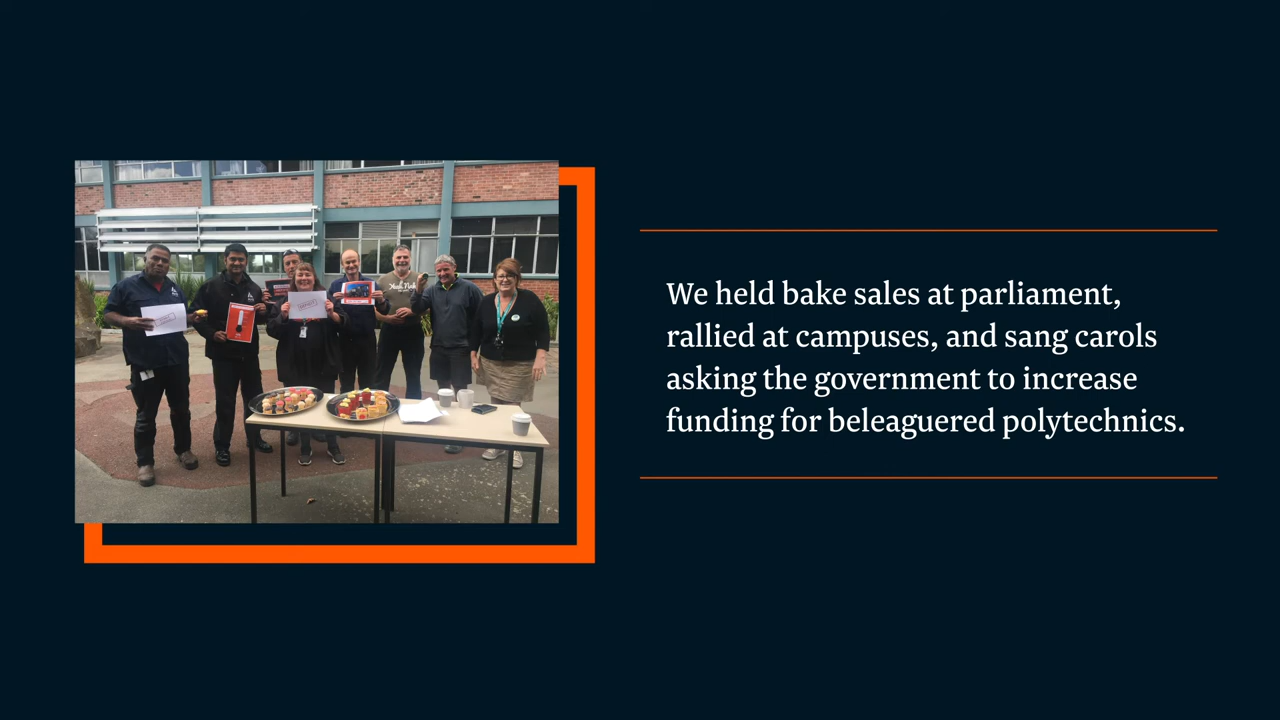 We held bake sales at parliament,
rallied at campuses, and sang carols
asking the government to increase
funding for beleaguered polytechnics.